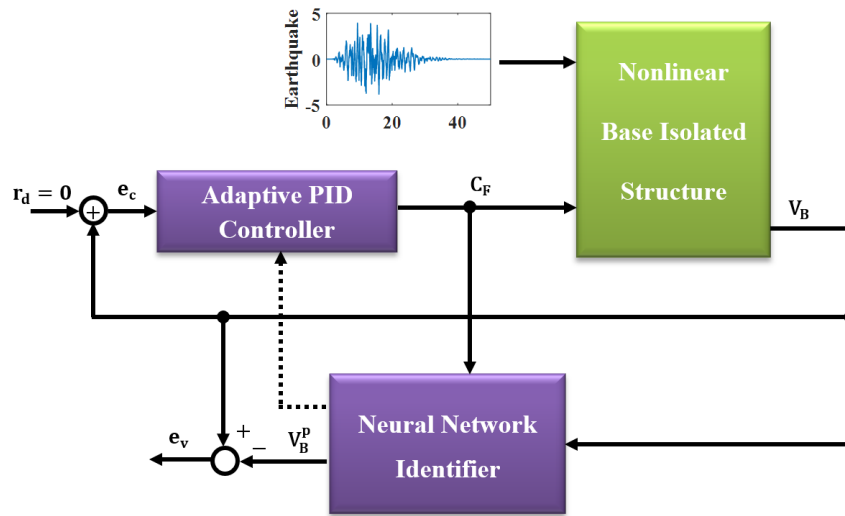 5
0
-5
Earthquake
0 20 40
Nonlinear
Base Isolated
Structure
r_d = 0
+
e_c
Adaptive PID
Controller
C_F
V_B
Neural Network
Identifier
V_B^p
+
−
e_v